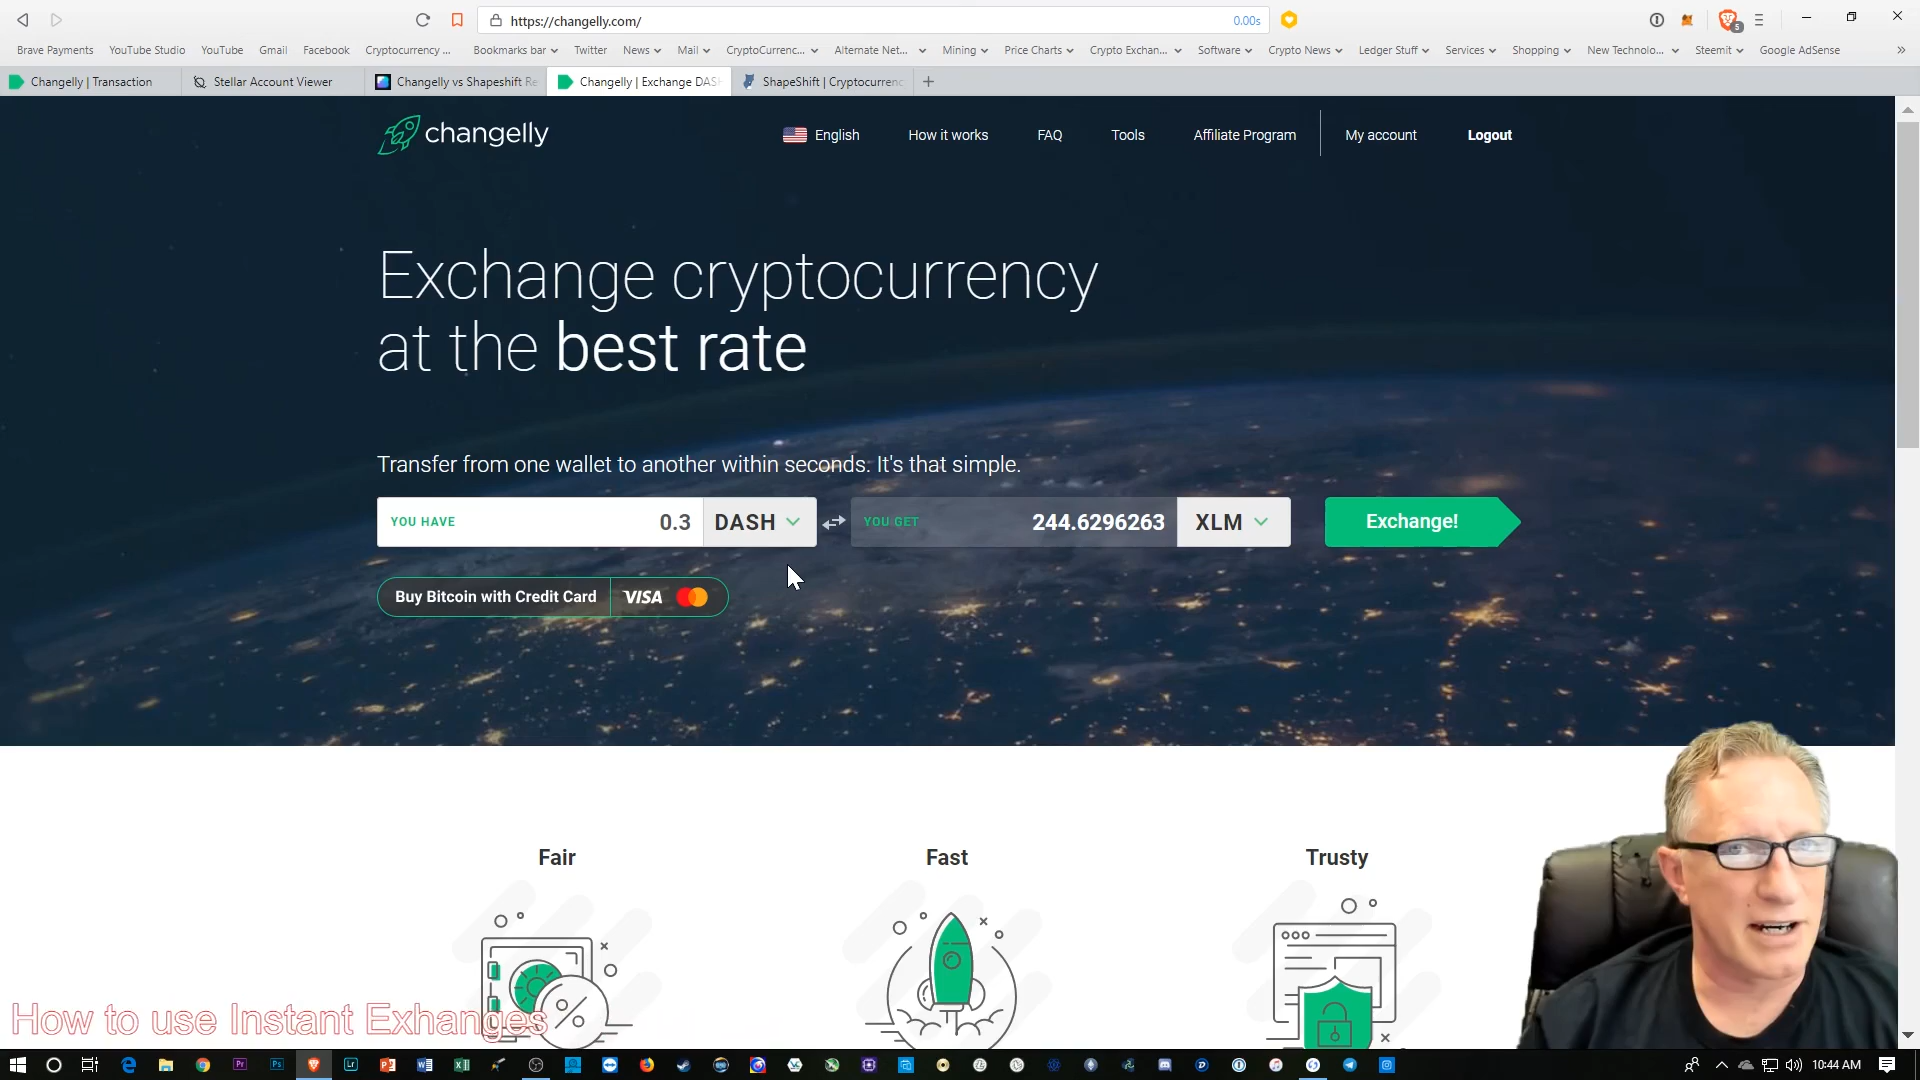 https://changelly.com/
0.00s
5
Brave Payments YouTube Studio YouTube Gmail Facebook Cryptocurrency ... Bookmarks bar Twitter News Mail CryptoCurrenc... Alternate Net... Mining Price Charts Crypto Exchan... Software Crypto News Ledger Stuff Services Shopping New Technolo... Steemit Google AdSense »
Changelly | Transaction Stellar Account Viewer Changelly vs Shapeshift Re Changelly | Exchange DASH ShapeShift | Cryptocurrenc
changelly English How it works FAQ Tools Affiliate Program My account Logout
Exchange cryptocurrency
at the best rate
Transfer from one wallet to another within seconds. It's that simple.
YOU HAVE 0.3 DASH YOU GET 244.6296263 XLM Exchange!
Buy Bitcoin with Credit Card VISA
Fair Fast Trusty
How to use Instant Exhanges
10:44 AM